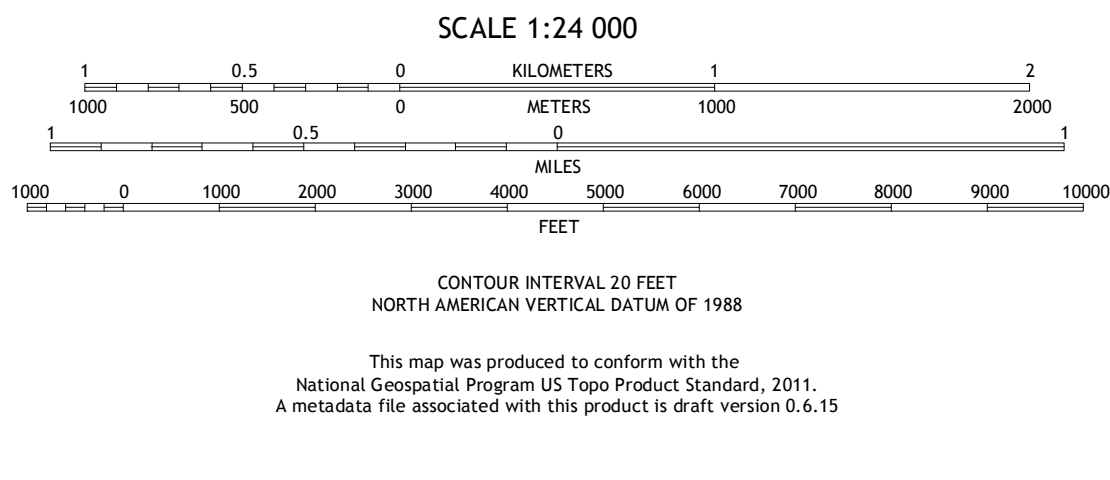 SCALE 1:24 000
1 0.5 0 KILOMETERS 1 2
1000 500 0 METERS 1000 2000
1 0.5 0 1
MILES
1000 0 1000 2000 3000 4000 5000 6000 7000 8000 9000 10000
FEET
CONTOUR INTERVAL 20 FEET
NORTH AMERICAN VERTICAL DATUM OF 1988
This map was produced to conform with the
National Geospatial Program US Topo Product Standard, 2011.
A metadata file associated with this product is draft version 0.6.15